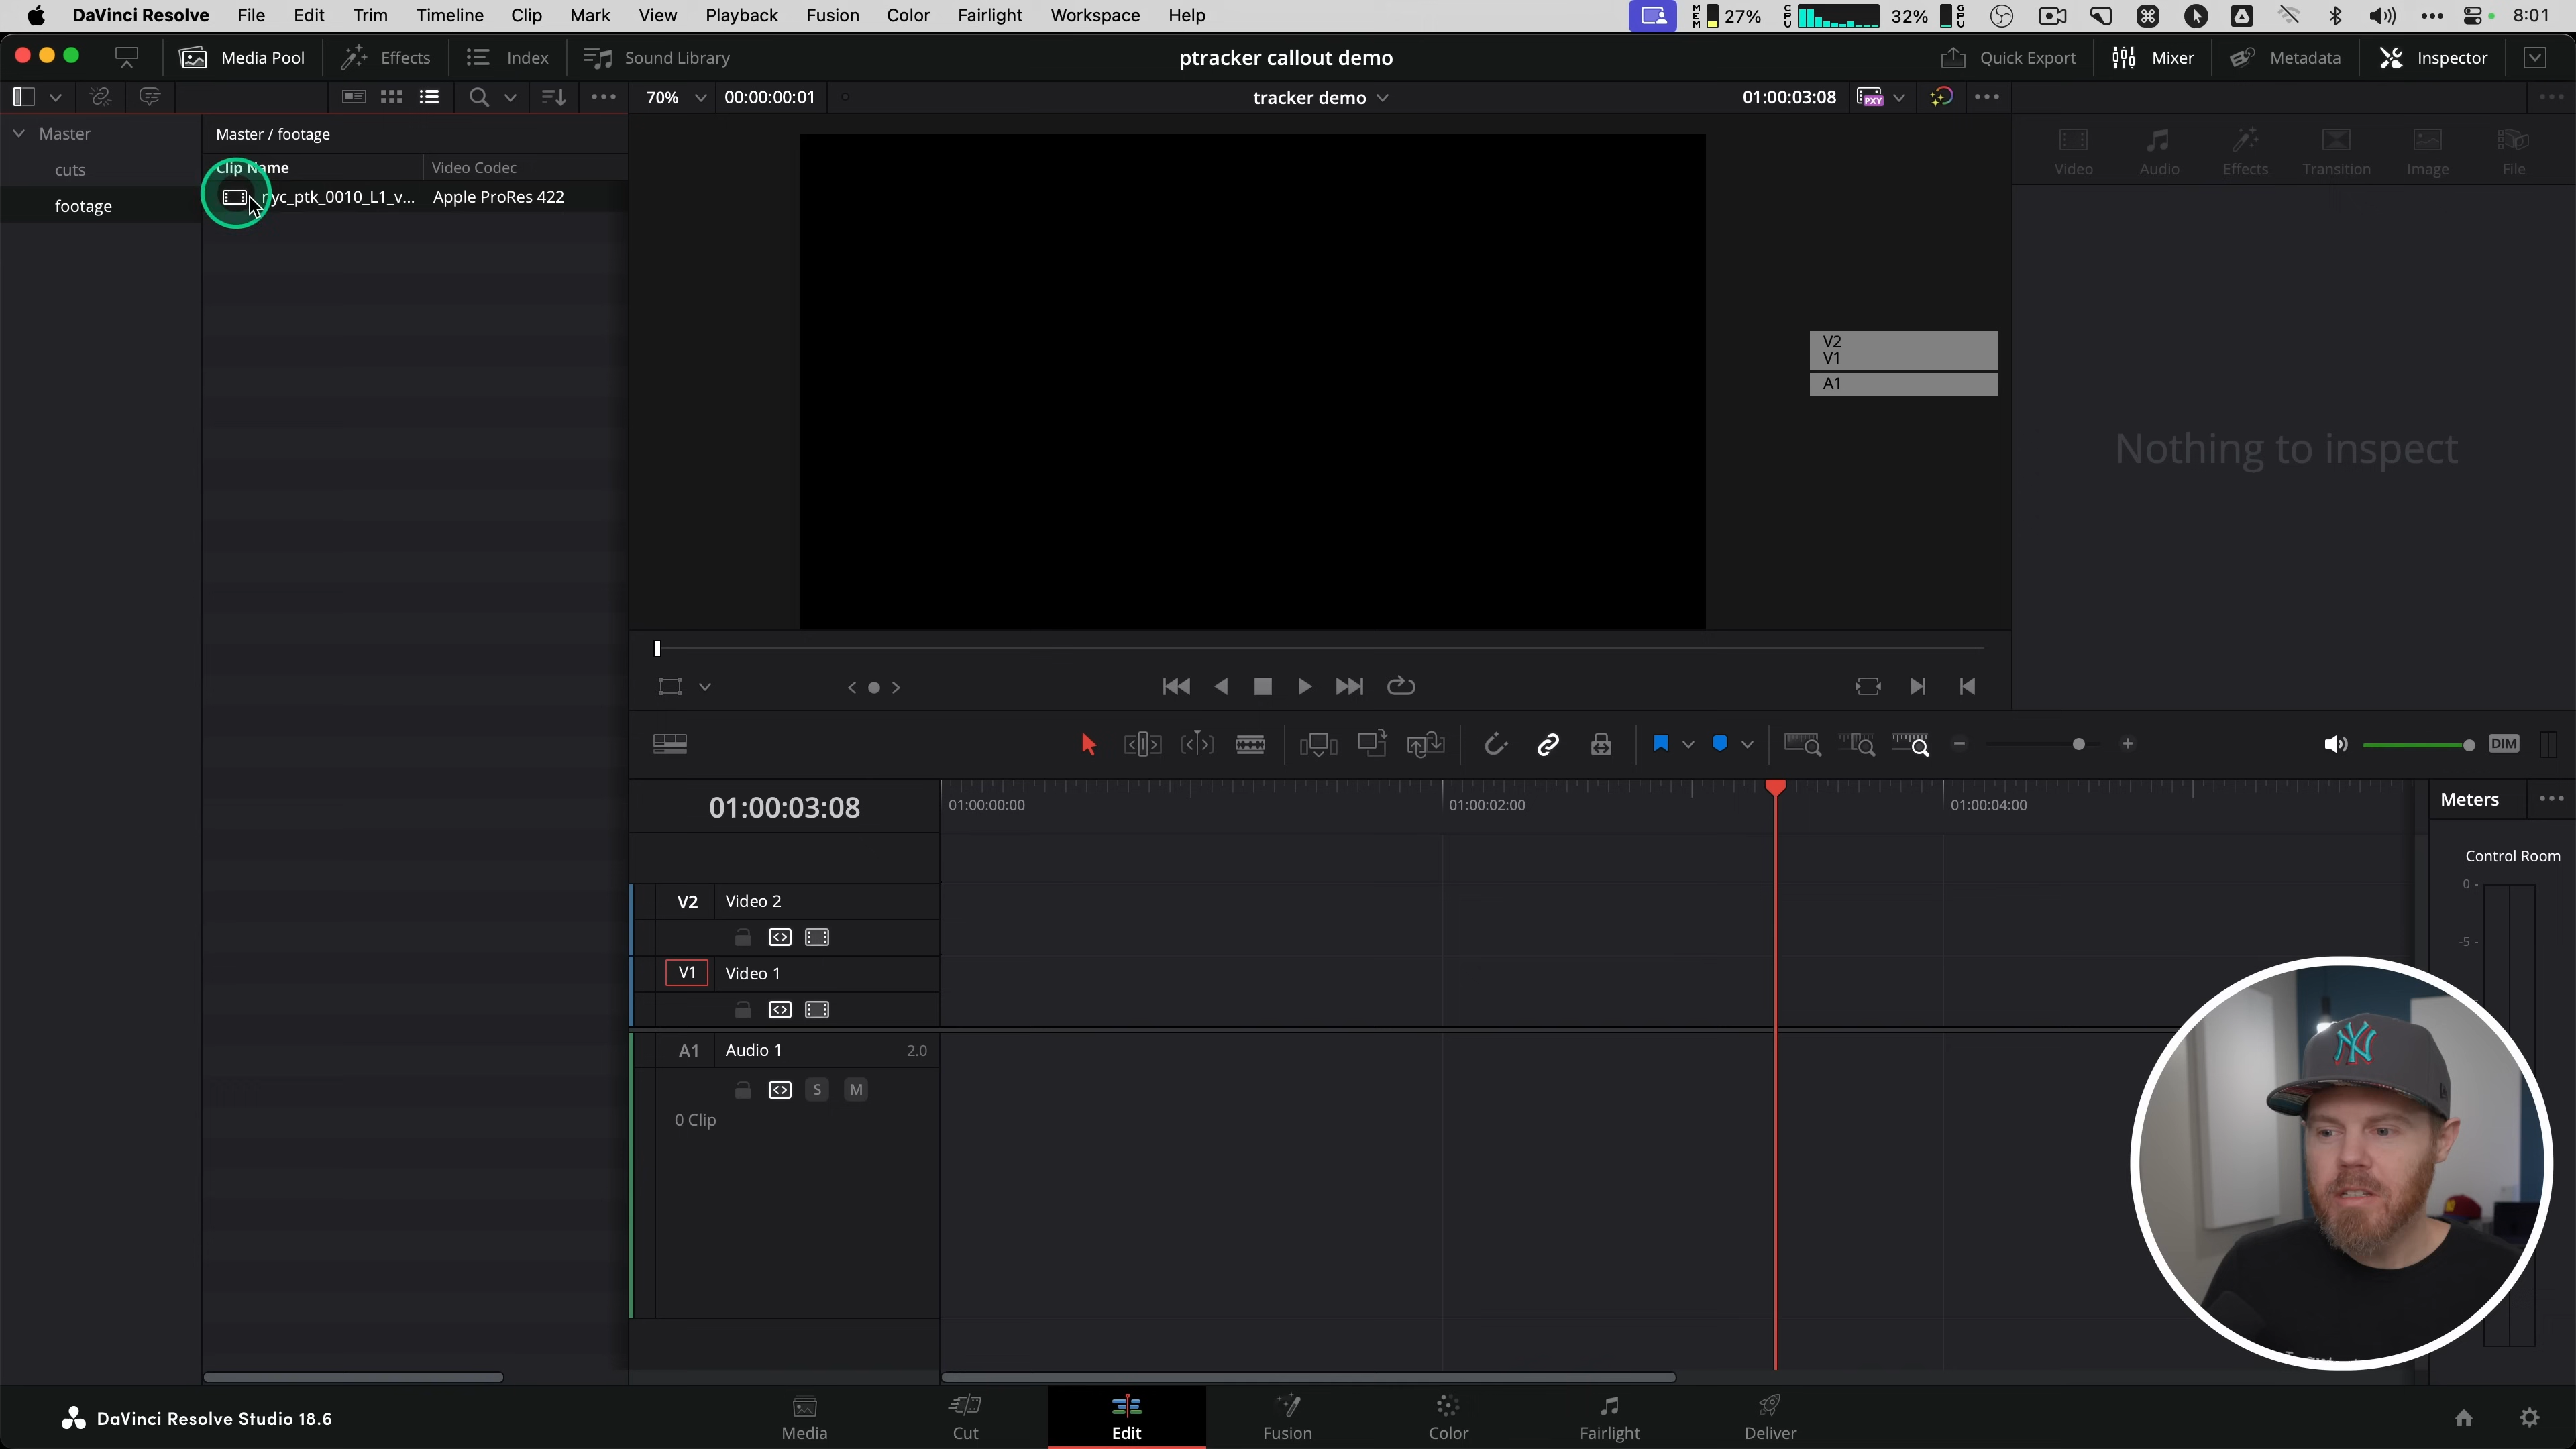 DaVinci Resolve File Edit Trim Timeline Clip Mark View Playback Fusion Color Fairlight Workspace Help MEM 27% CPU 32% GPU 8:01
Media Pool Effects Index Sound Library ptracker callout demo Quick Export Mixer Metadata Inspector
70% 00:00:00:01 tracker demo 01:00:03:08 PXY
Master Master / footage
Clip Name Video Codec Video Audio Effects Transition Image File
cuts
footage nyc_ptk_0010_L1_v... Apple ProRes 422
V2
V1
A1
Nothing to inspect
DIM
01:00:03:08 01:00:00:00 01:00:02:00 01:00:04:00 Meters
Control Room
0
-5
V2 Video 2
V1 Video 1
A1 Audio 1 2.0
S M
0 Clip
NY
DaVinci Resolve Studio 18.6 Media Cut Edit Fusion Color Fairlight Deliver